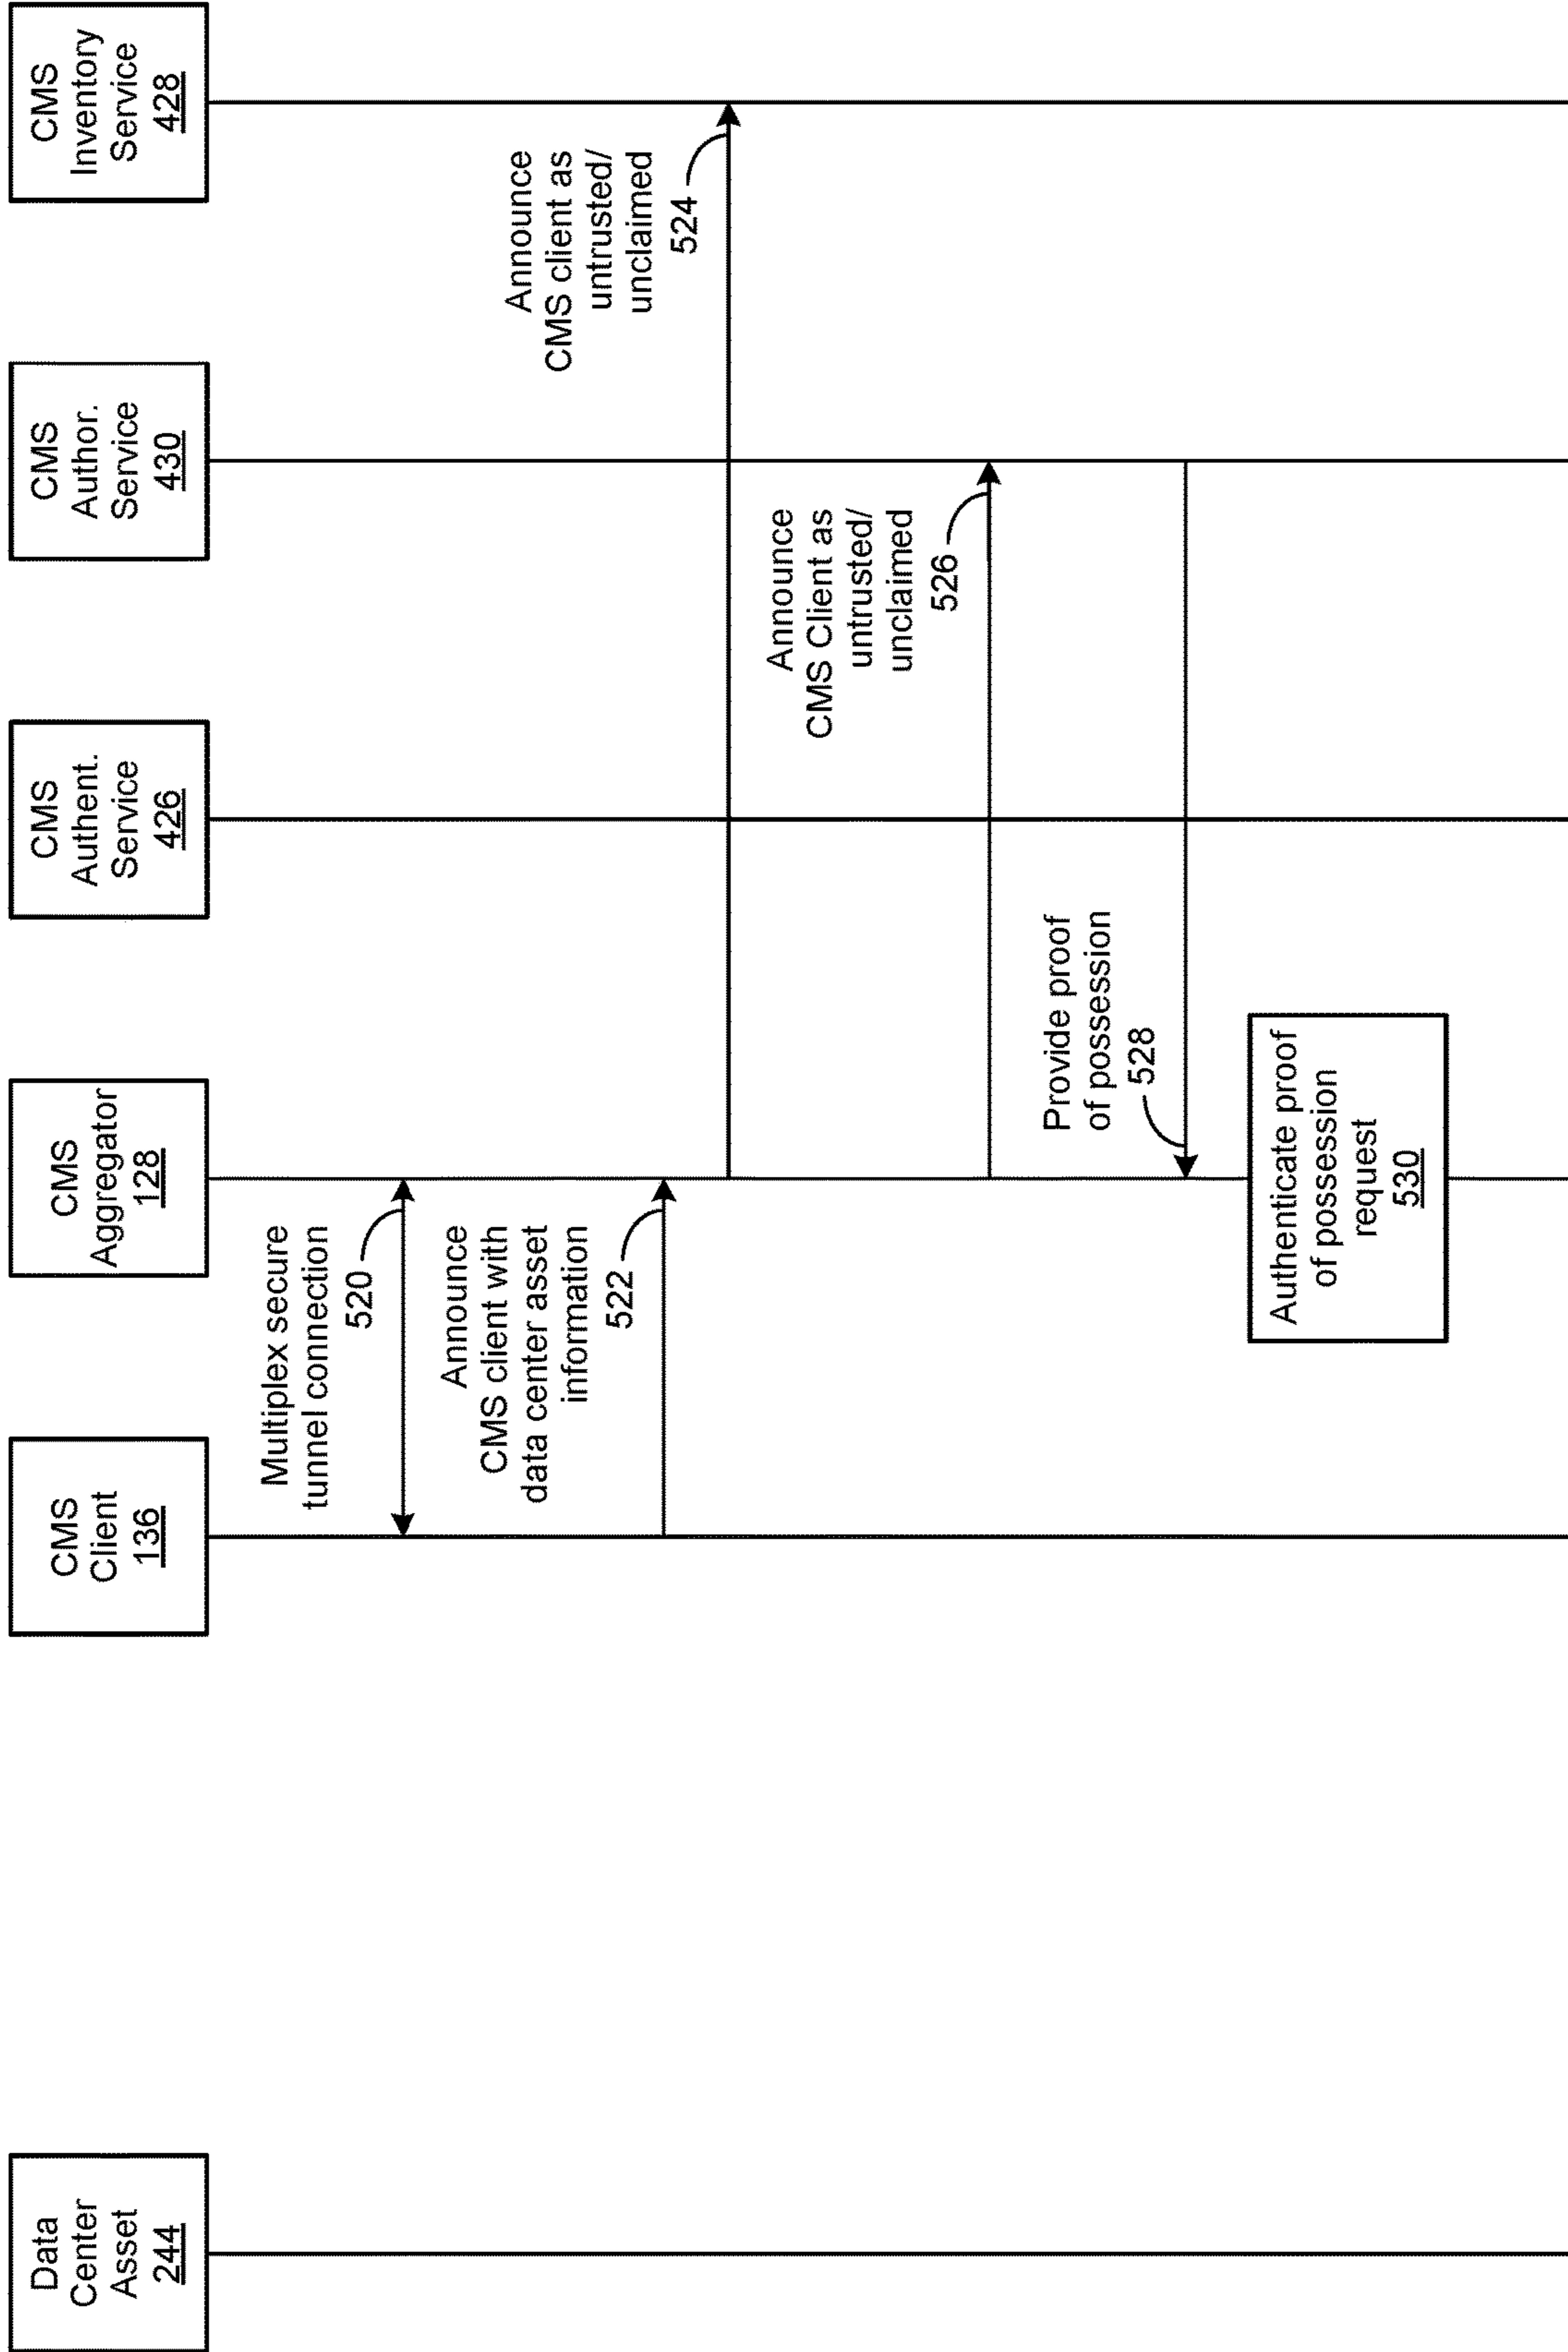 Data
Center
Asset
244
CMS
Client
136
CMS
Aggregator
128
CMS
Authent.
Service
426
CMS
Author.
Service
430
CMS
Inventory
Service
428
Multiplex secure
tunnel connection
520
Announce
CMS client with
data center asset
information
522
Announce
CMS client as
untrusted/
unclaimed
524
Announce
CMS Client as
untrusted/
unclaimed
526
Provide proof
of possession
528
Authenticate proof
of possession
request
530